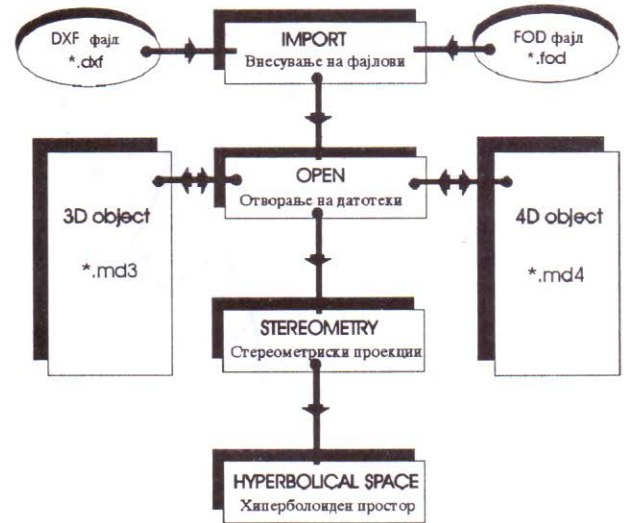 DXF фајл
*.dxf
IMPORT
Внесување на фајлови
FOD фајл
*.fod
3D object
*.md3
OPEN
Отворање на датотеки
4D object
*.md4
STEREOMETRY
Стереометриски проекции
HYPERBOLICAL SPACE
Хиперболоиден простор